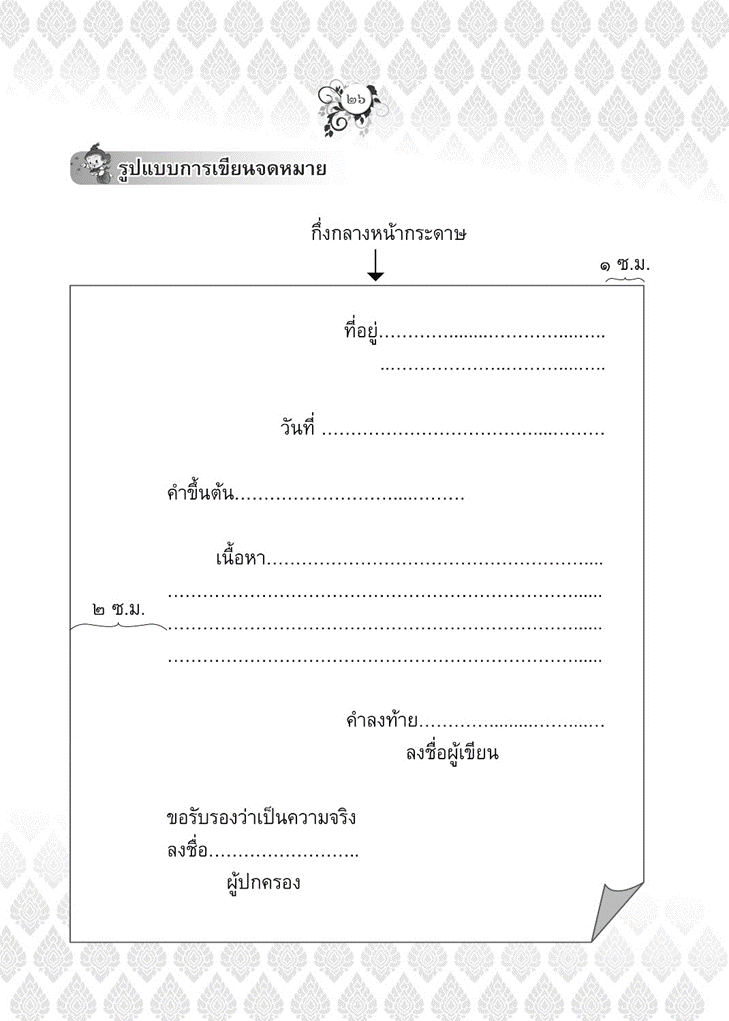 ๒๖
รูปแบบการเขียนจดหมาย
กึ่งกลางหน้ากระดาษ
๑ ซ.ม.
ที่อยู่....................................................
....................................................
วันที่ ....................................................
คำขึ้นต้น....................................................
เนื้อหา....................................................
....................................................
๒ ซ.ม.
....................................................
....................................................
คำลงท้าย....................................................
ลงชื่อผู้เขียน
ขอรับรองว่าเป็นความจริง
ลงชื่อ..........................
ผู้ปกครอง